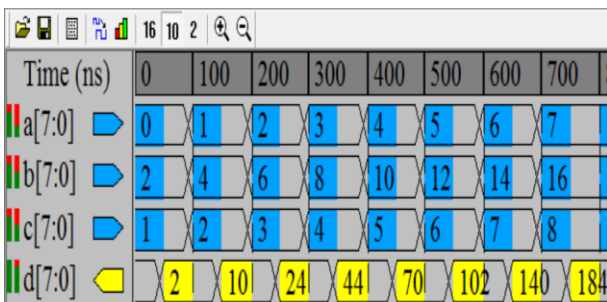 16 10 2
Time (ns) 0 100 200 300 400 500 600 700
a[7:0] 0 1 2 3 4 5 6 7
b[7:0] 2 4 6 8 10 12 14 16
c[7:0] 1 2 3 4 5 6 7 8
d[7:0] 2 10 24 44 70 102 140 184